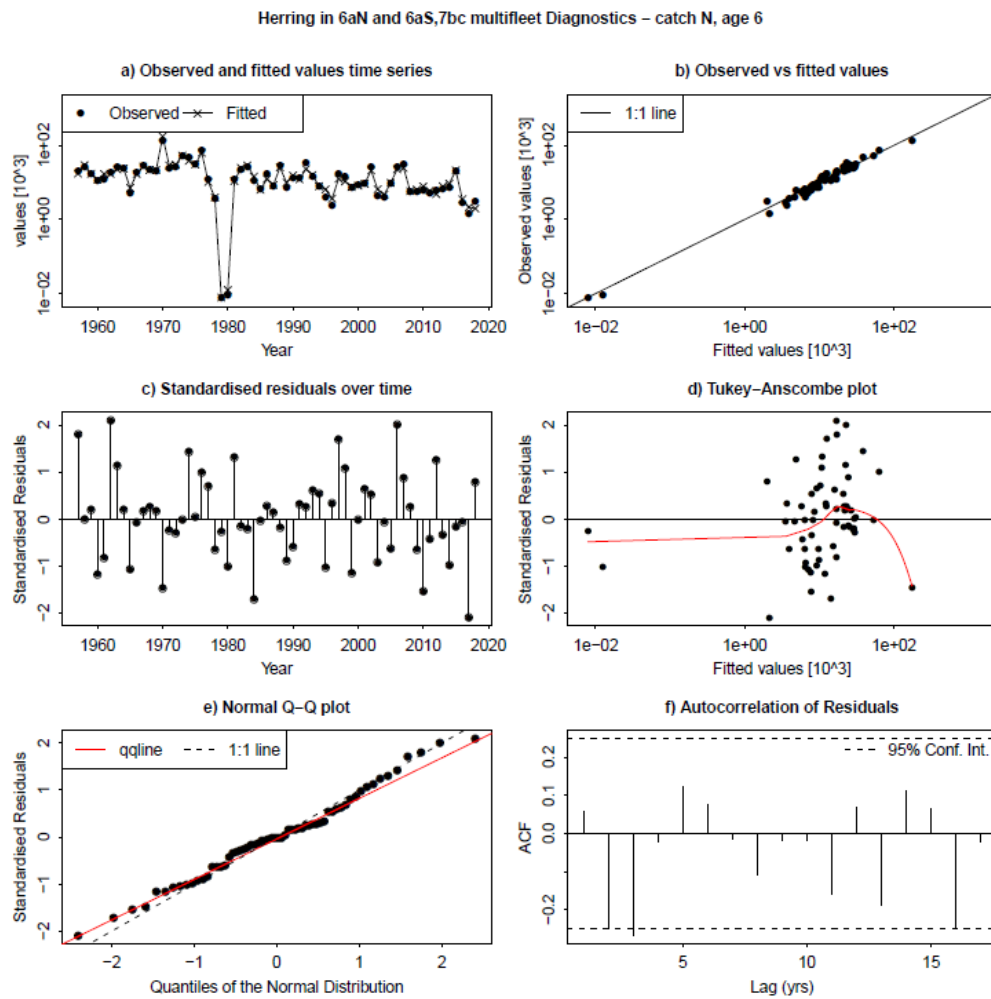 Herring in 6aN and 6aS,7bc multifleet Diagnostics − catch N, age 6
a) Observed and fitted values time series
Observed
Fitted
values [10^3]
1e+02
1e+00
1e−02
1960 1970 1980 1990 2000 2010 2020
Year
b) Observed vs fitted values
1:1 line
Observed values [10^3]
1e+02
1e+00
1e−02
1e−02 1e+00 1e+02
Fitted values [10^3]
c) Standardised residuals over time
Standardised Residuals
2
1
0
−1
−2
1960 1970 1980 1990 2000 2010 2020
Year
d) Tukey−Anscombe plot
Standardised Residuals
2
1
0
−1
−2
1e−02 1e+00 1e+02
Fitted values [10^3]
e) Normal Q−Q plot
qqline
1:1 line
Standardised Residuals
2
1
0
−1
−2
−2 −1 0 1 2
Quantiles of the Normal Distribution
f) Autocorrelation of Residuals
95% Conf. Int.
ACF
0.2
0.1
0.0
−0.2
5 10 15
Lag (yrs)